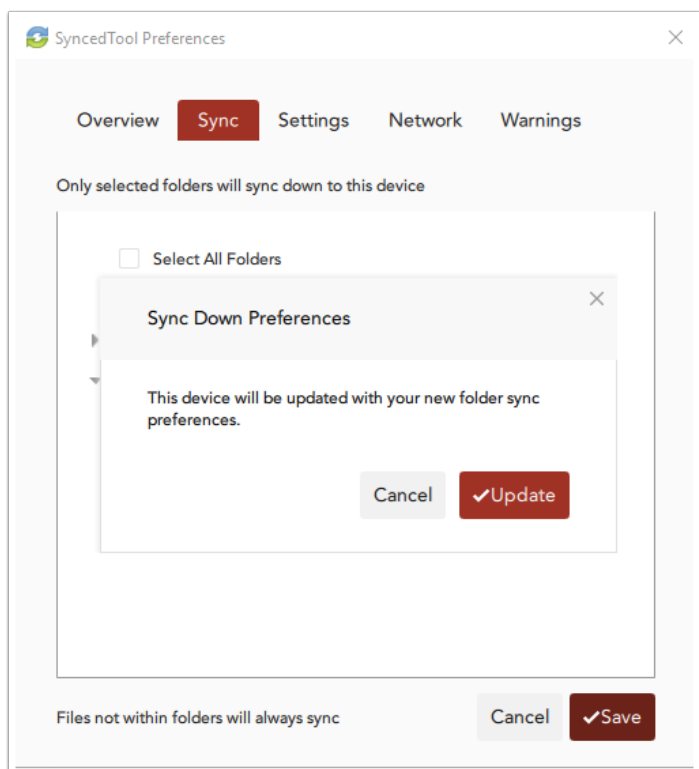 SyncedTool Preferences
Overview Sync Settings Network Warnings
Only selected folders will sync down to this device
Select All Folders
Sync Down Preferences
This device will be updated with your new folder sync
preferences.
Cancel Update
Files not within folders will always sync
Cancel Save